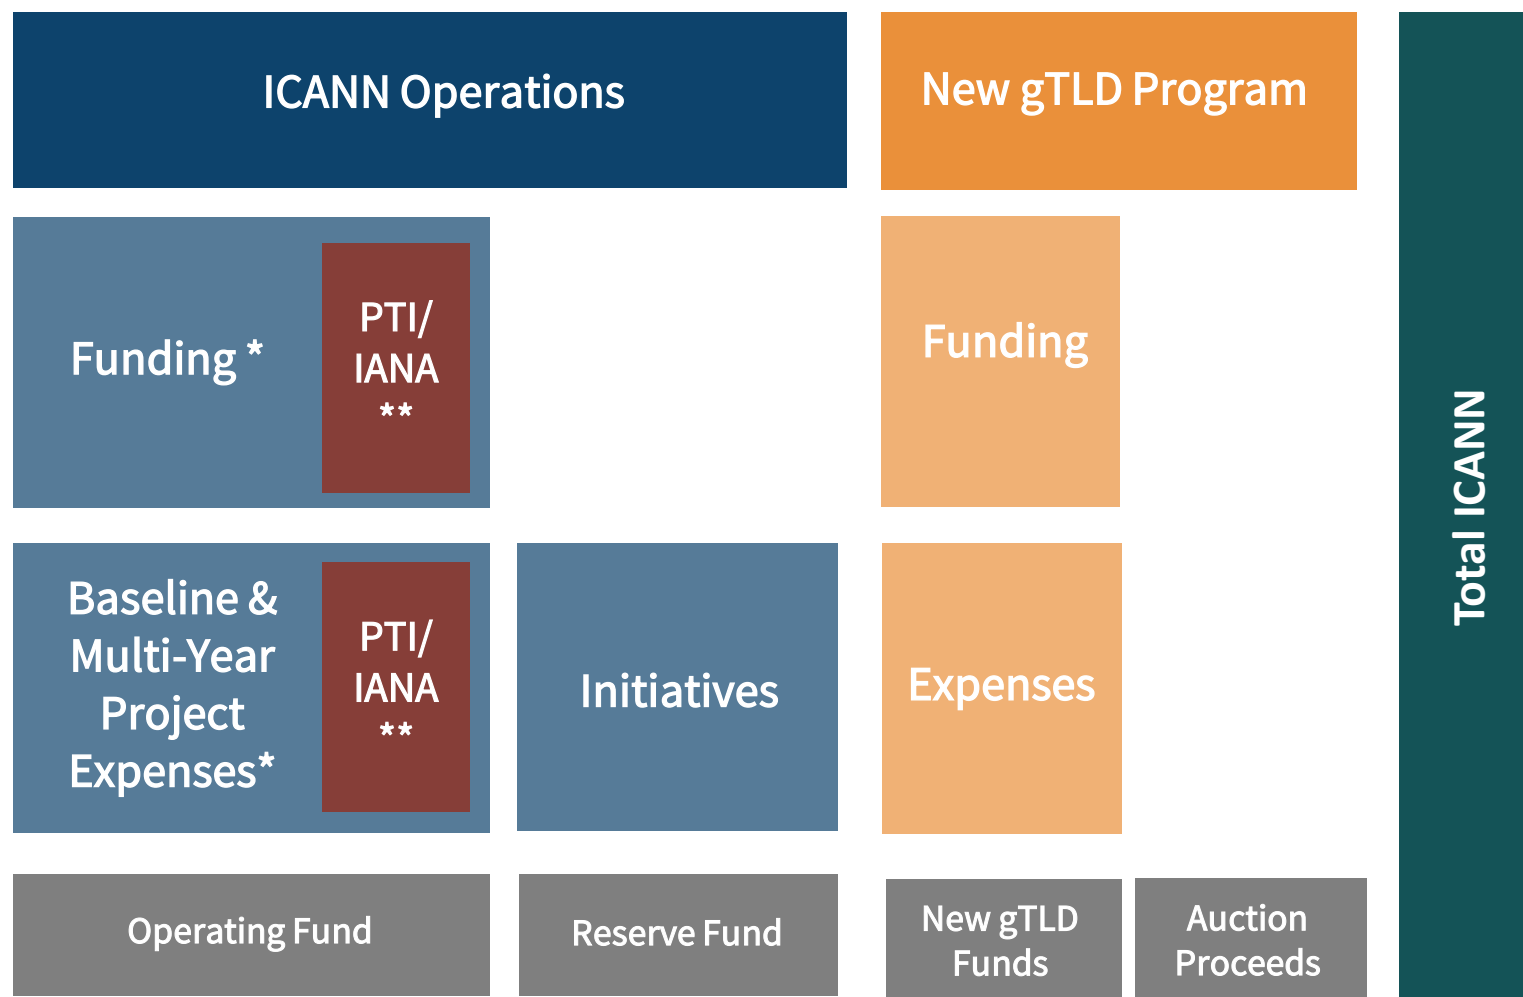 ICANN Operations
New gTLD Program
Funding *
PTI/
IANA
**
Funding
Baseline &
Multi-Year
Project
Expenses*
PTI/
IANA
**
Initiatives
Expenses
Operating Fund
Reserve Fund
New gTLD
Funds
Auction
Proceeds
Total ICANN